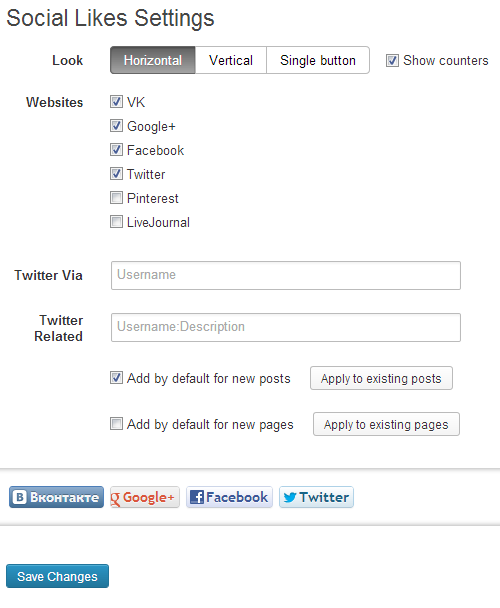 Social Likes Settings
Look Horizontal Vertical Single button Show counters
Websites VK
Google+
Facebook
Twitter
Pinterest
LiveJournal
Twitter Via Username
Twitter
Related Username:Description
Add by default for new posts Apply to existing posts
Add by default for new pages Apply to existing pages
В Вконтакте g Google+ f Facebook Twitter
Save Changes